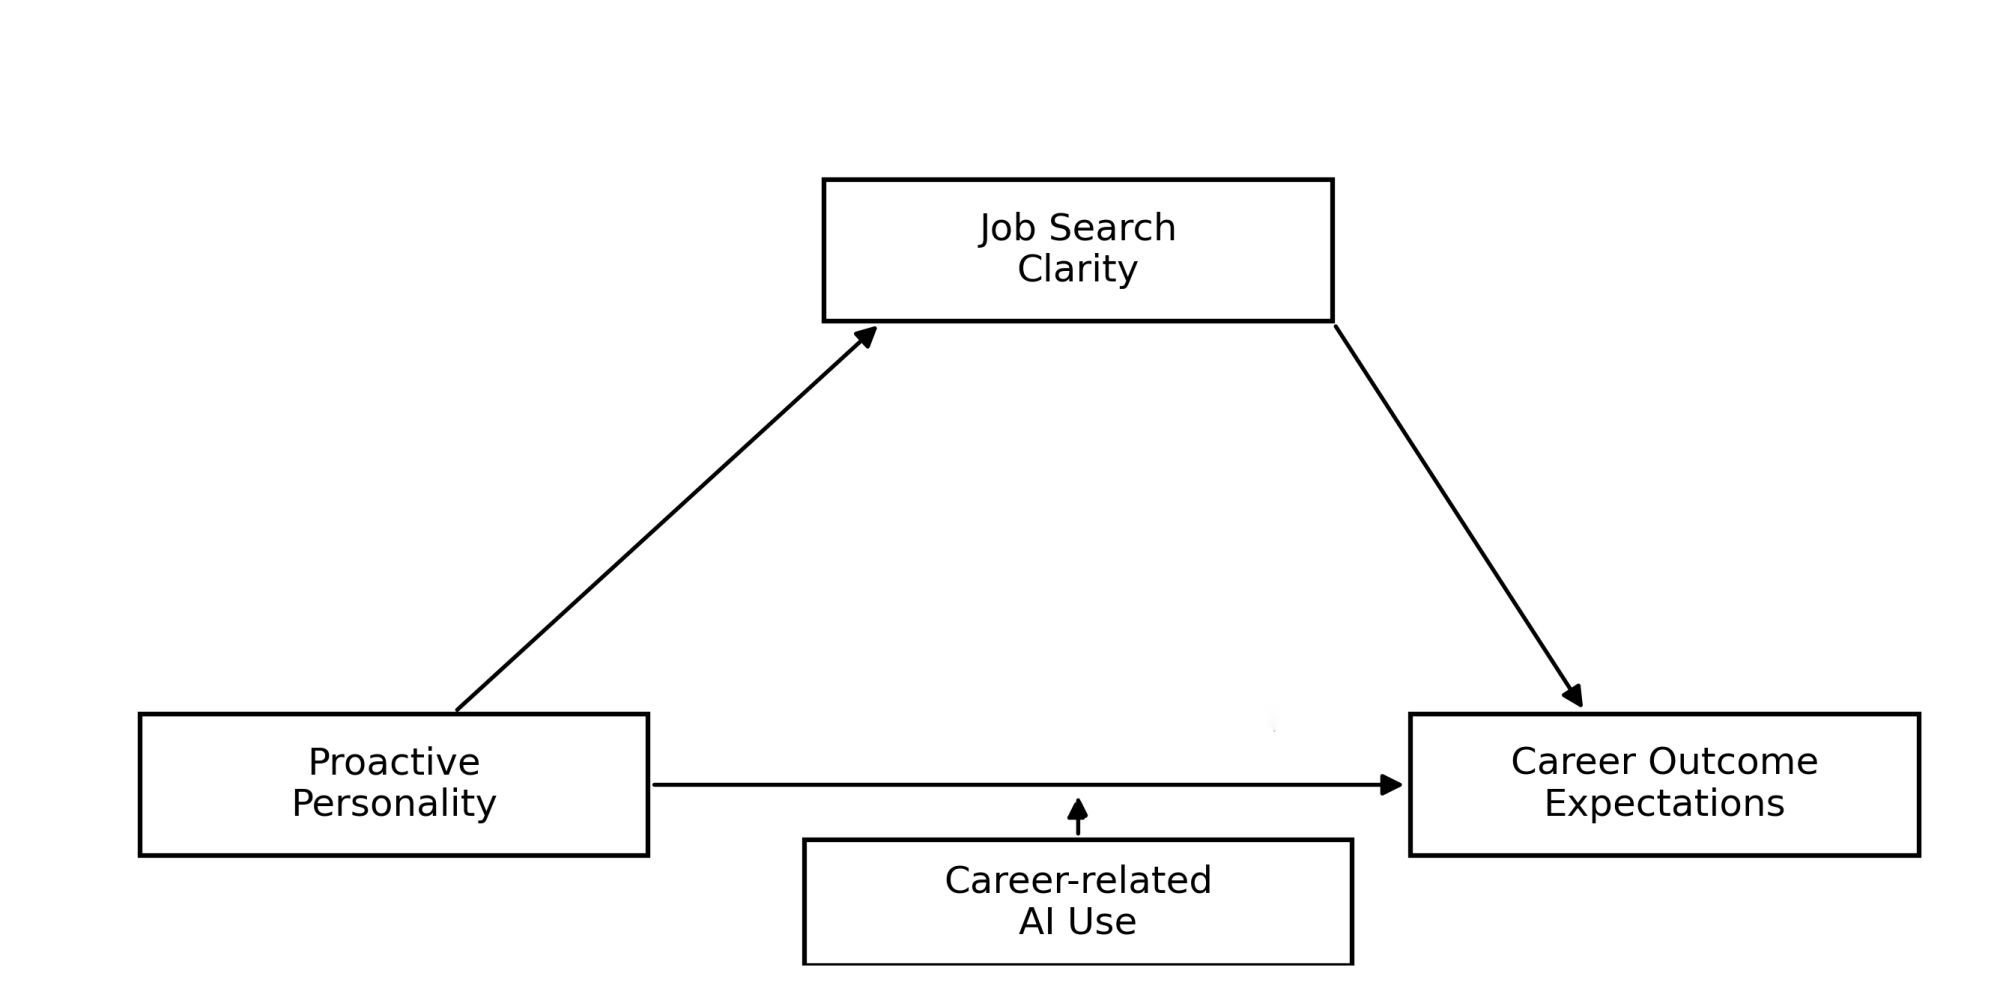 Job Search
Clarity
Proactive
Personality
Career Outcome
Expectations
Career-related
AI Use